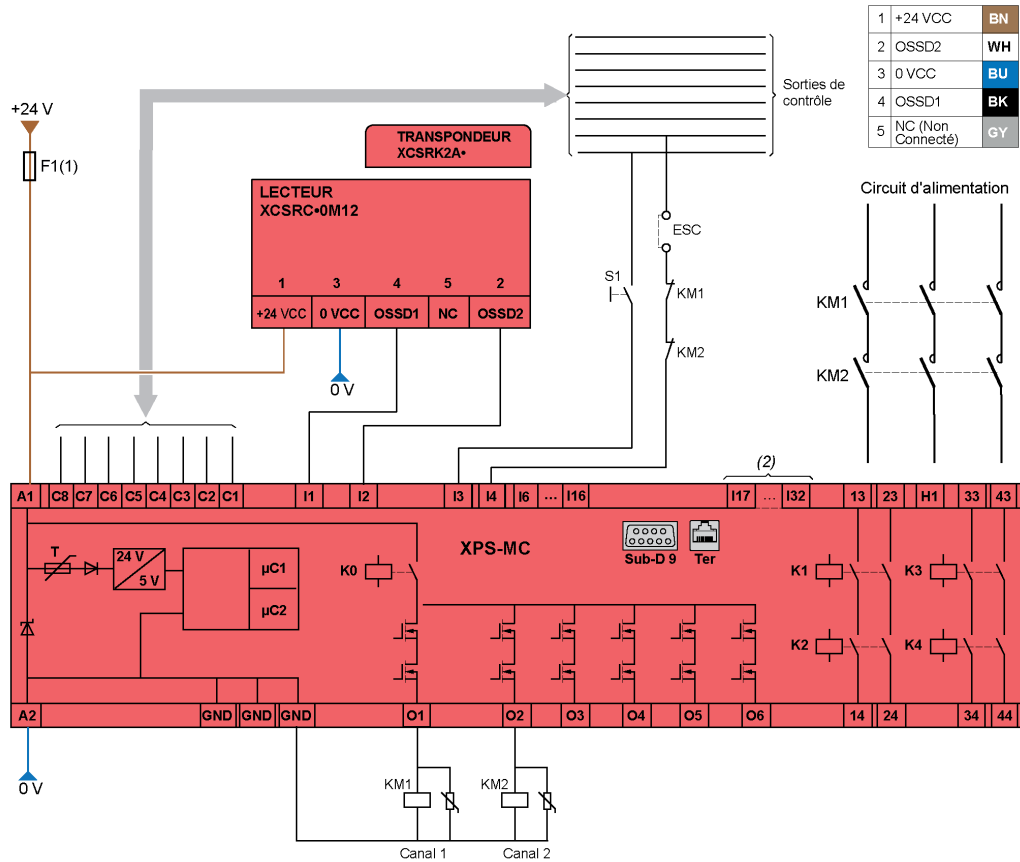 1 +24 VCC BN
2 OSSD2 WH
3 0 VCC BU
4 OSSD1 BK
5 NC (Non Connecté) GY
Sorties de
contrôle
+24 V
F1(1)
TRANSPONDEUR
XCSRK2A•
LECTEUR
XCSRC•0M12
1 3 4 5 2
+24 VCC 0 VCC OSSD1 NC OSSD2
0 V
Circuit d'alimentation
ESC
S1
KM1
KM2
KM1
KM2
(2)
A1 C8 C7 C6 C5 C4 C3 C2 C1 I1 I2 I3 I4 I6 ... I16 I17 ... I32 13 23 H1 33 43
T
24 V
5 V
µC1
µC2
K0
XPS-MC
Sub-D 9 Ter
K1
K3
K2
K4
A2 GND GND GND O1 O2 O3 O4 O5 O6 14 24 34 44
0 V
KM1
KM2
Canal 1 Canal 2